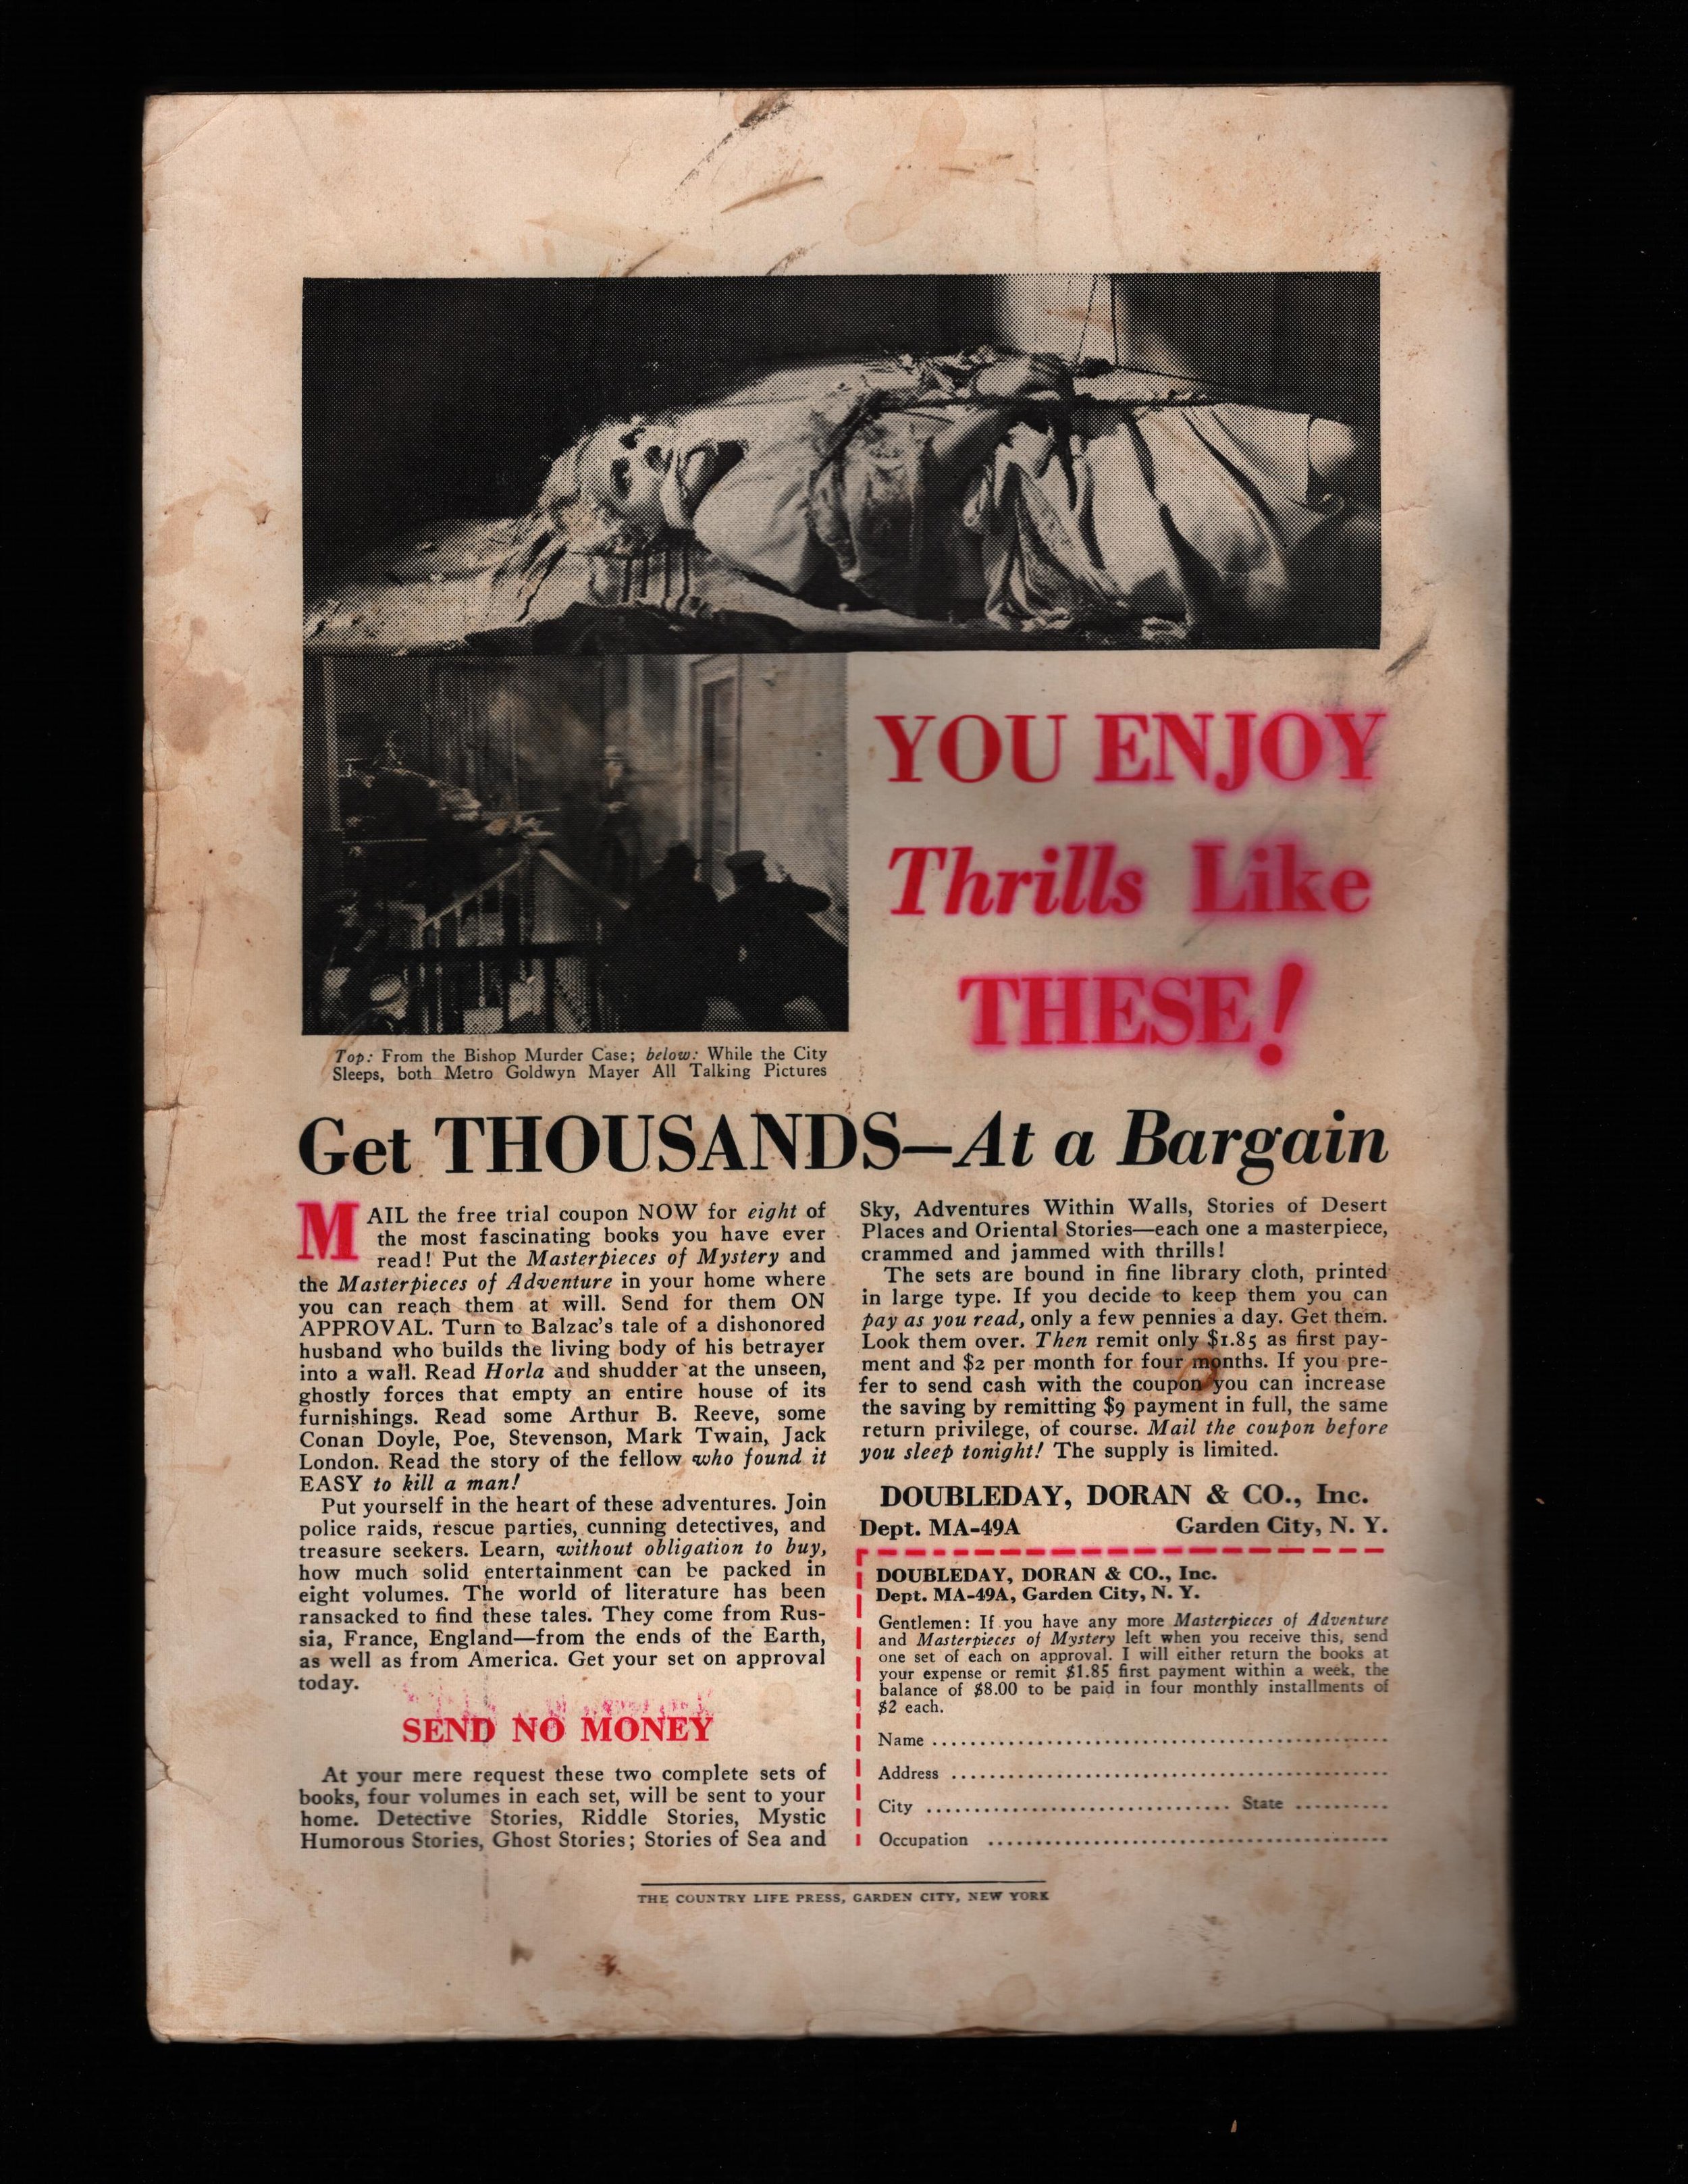 YOU ENJOY
Thrills Like
THESE!
Top: From the Bishop Murder Case; below: While the City
Sleeps, both Metro Goldwyn Mayer All Talking Pictures
Get THOUSANDS—At a Bargain
MAIL the free trial coupon NOW for eight of
the most fascinating books you have ever
read! Put the Masterpieces of Mystery and
the Masterpieces of Adventure in your home where
you can reach them at will. Send for them ON
APPROVAL. Turn to Balzac's tale of a dishonored
husband who builds the living body of his betrayer
into a wall. Read Horla and shudder at the unseen,
ghostly forces that empty an entire house of its
furnishings. Read some Arthur B. Reeve, some
Conan Doyle, Poe, Stevenson, Mark Twain, Jack
London. Read the story of the fellow who found it
EASY to kill a man!
Put yourself in the heart of these adventures. Join
police raids, rescue parties, cunning detectives, and
treasure seekers. Learn, without obligation to buy,
how much solid entertainment can be packed in
eight volumes. The world of literature has been
ransacked to find these tales. They come from Rus-
sia, France, England—from the ends of the Earth,
as well as from America. Get your set on approval
today.
SEND NO MONEY
At your mere request these two complete sets of
books, four volumes in each set, will be sent to your
home. Detective Stories, Riddle Stories, Mystic
Humorous Stories, Ghost Stories; Stories of Sea and
Sky, Adventures Within Walls, Stories of Desert
Places and Oriental Stories—each one a masterpiece,
crammed and jammed with thrills!
The sets are bound in fine library cloth, printed
in large type. If you decide to keep them you can
pay as you read, only a few pennies a day. Get them.
Look them over. Then remit only $1.85 as first pay-
ment and $2 per month for four months. If you pre-
fer to send cash with the coupon you can increase
the saving by remitting $9 payment in full, the same
return privilege, of course. Mail the coupon before
you sleep tonight! The supply is limited.
DOUBLEDAY, DORAN & CO., Inc.
Dept. MA-49A Garden City, N. Y.
DOUBLEDAY, DORAN & CO., Inc.
Dept. MA-49A, Garden City, N. Y.
Gentlemen: If you have any more Masterpieces of Adventure
and Masterpieces of Mystery left when you receive this, send
one set of each on approval. I will either return the books at
your expense or remit $1.85 first payment within a week, the
balance of $8.00 to be paid in four monthly installments of
$2 each.
Name
Address
City State
Occupation
THE COUNTRY LIFE PRESS, GARDEN CITY, NEW YORK